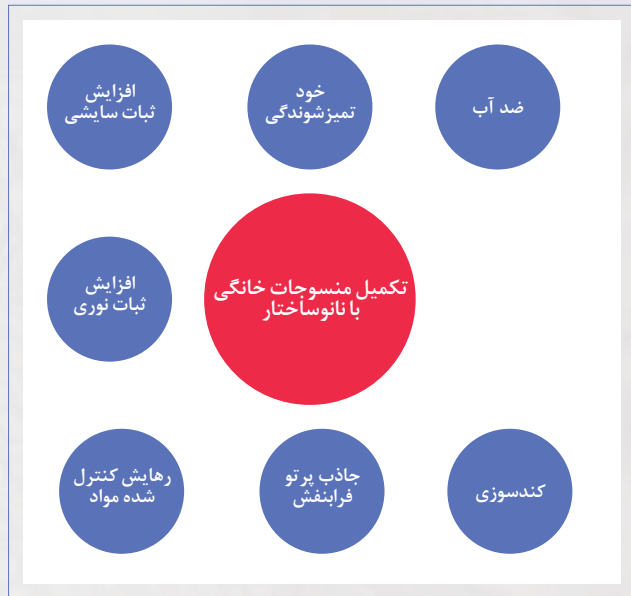 ضد آب
خود
تمیزشوندگی
افزایش
ثبات سایشی
تکمیل منسوجات خانگی
با نانوساختار
افزایش
ثبات نوری
کندسوزی
جاذب پرتو
فرابنفش
رهایش کنترل
شده مواد